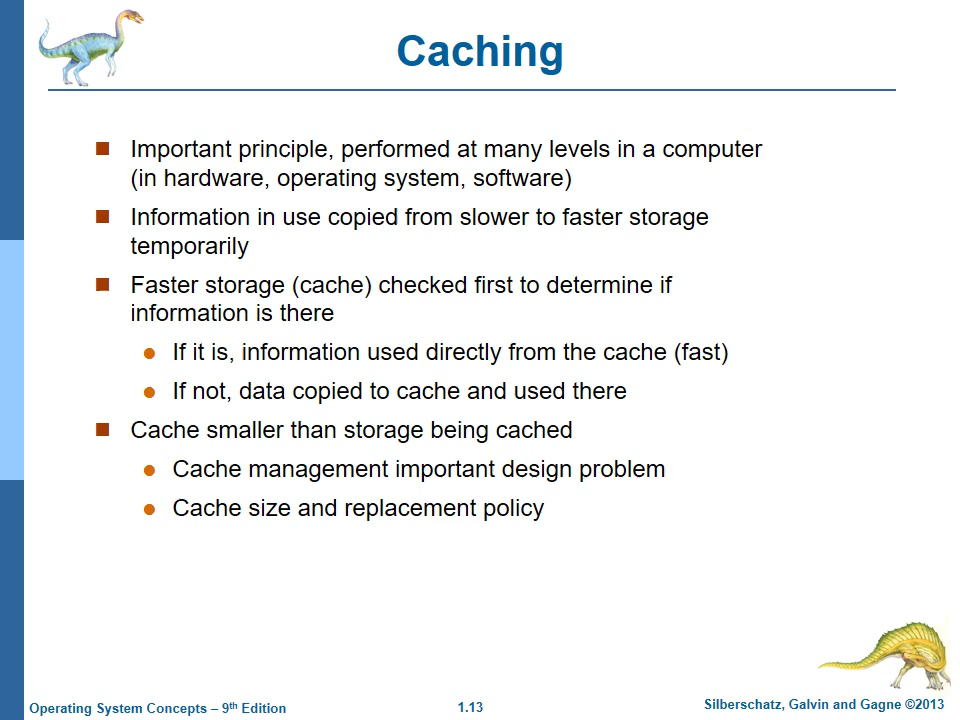 Caching
Important principle, performed at many levels in a computer
(in hardware, operating system, software)
Information in use copied from slower to faster storage
temporarily
Faster storage (cache) checked first to determine if
information is there
If it is, information used directly from the cache (fast)
If not, data copied to cache and used there
Cache smaller than storage being cached
Cache management important design problem
Cache size and replacement policy
Operating System Concepts – 9th Edition
1.13
Silberschatz, Galvin and Gagne ©2013